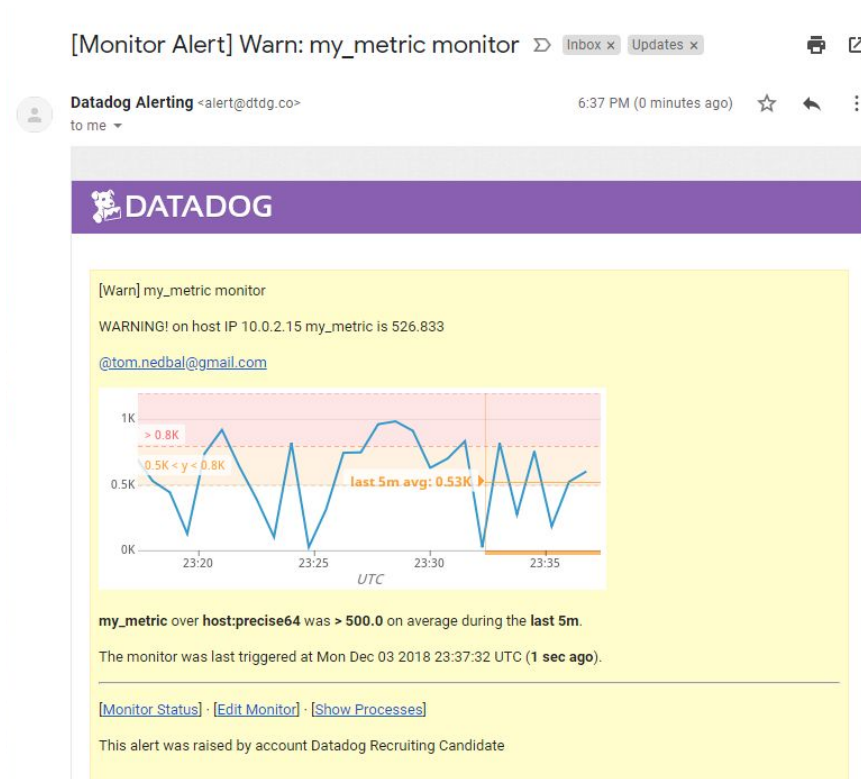 [Monitor Alert] Warn: my_metric monitor Inbox x Updates x
Datadog Alerting <alert@dtdg.co> 6:37 PM (0 minutes ago)
to me
DATADOG
[Warn] my_metric monitor
WARNING! on host IP 10.0.2.15 my_metric is 526.833
@tom.nedbal@gmail.com
1K
> 0.8K
0.5K < y < 0.8K
0.5K
last 5m avg: 0.53K
0K
23:20 23:25 23:30 23:35
UTC
my_metric over host:precise64 was > 500.0 on average during the last 5m.
The monitor was last triggered at Mon Dec 03 2018 23:37:32 UTC (1 sec ago).
[Monitor Status] · [Edit Monitor] · [Show Processes]
This alert was raised by account Datadog Recruiting Candidate